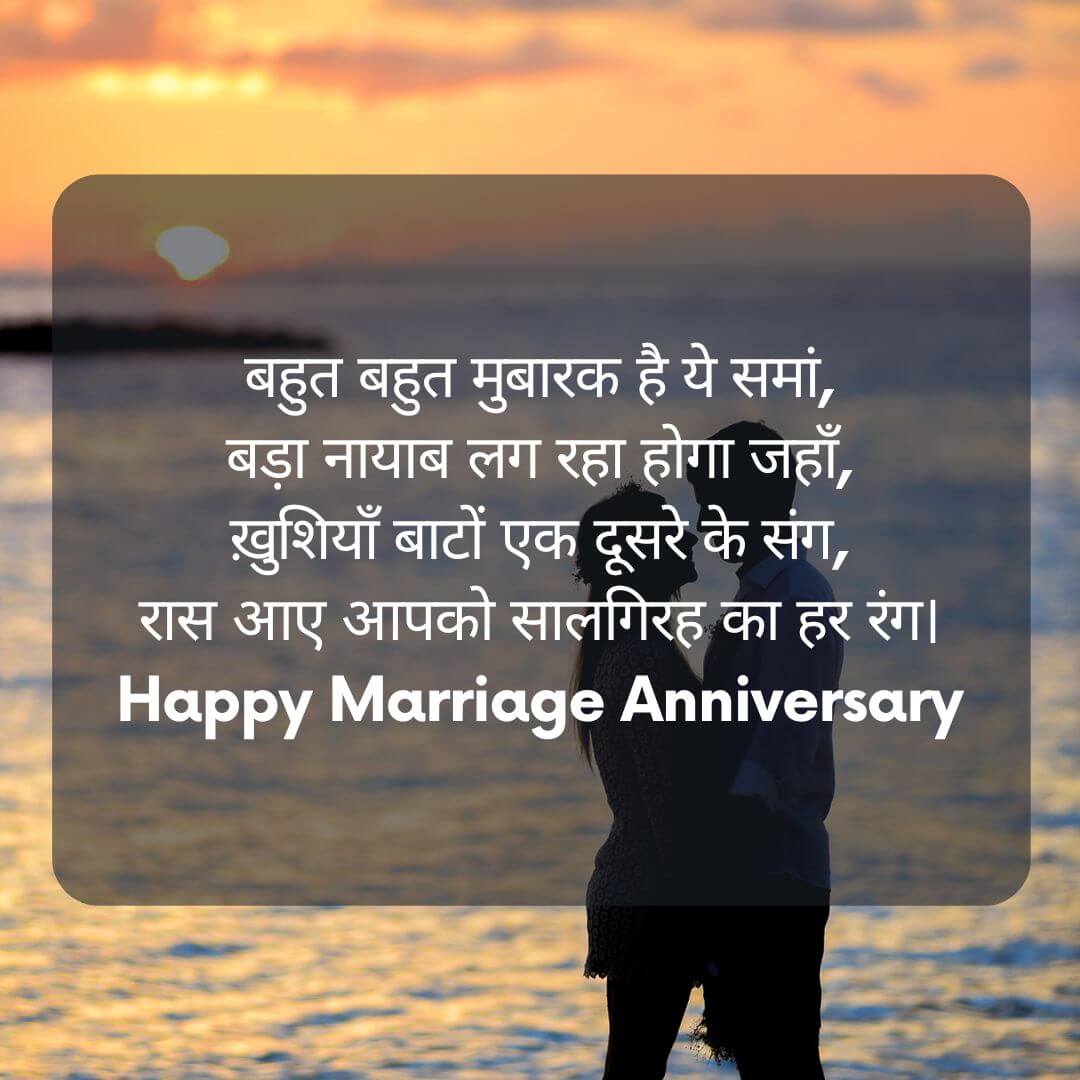 बहुत बहुत मुबारक है ये समां,
बड़ा नायाब लग रहा होगा जहाँ,
ख़ुशियाँ बाटों एक दूसरे के संग,
रास आए आपको सालगिरह का हर रंग।
Happy Marriage Anniversary